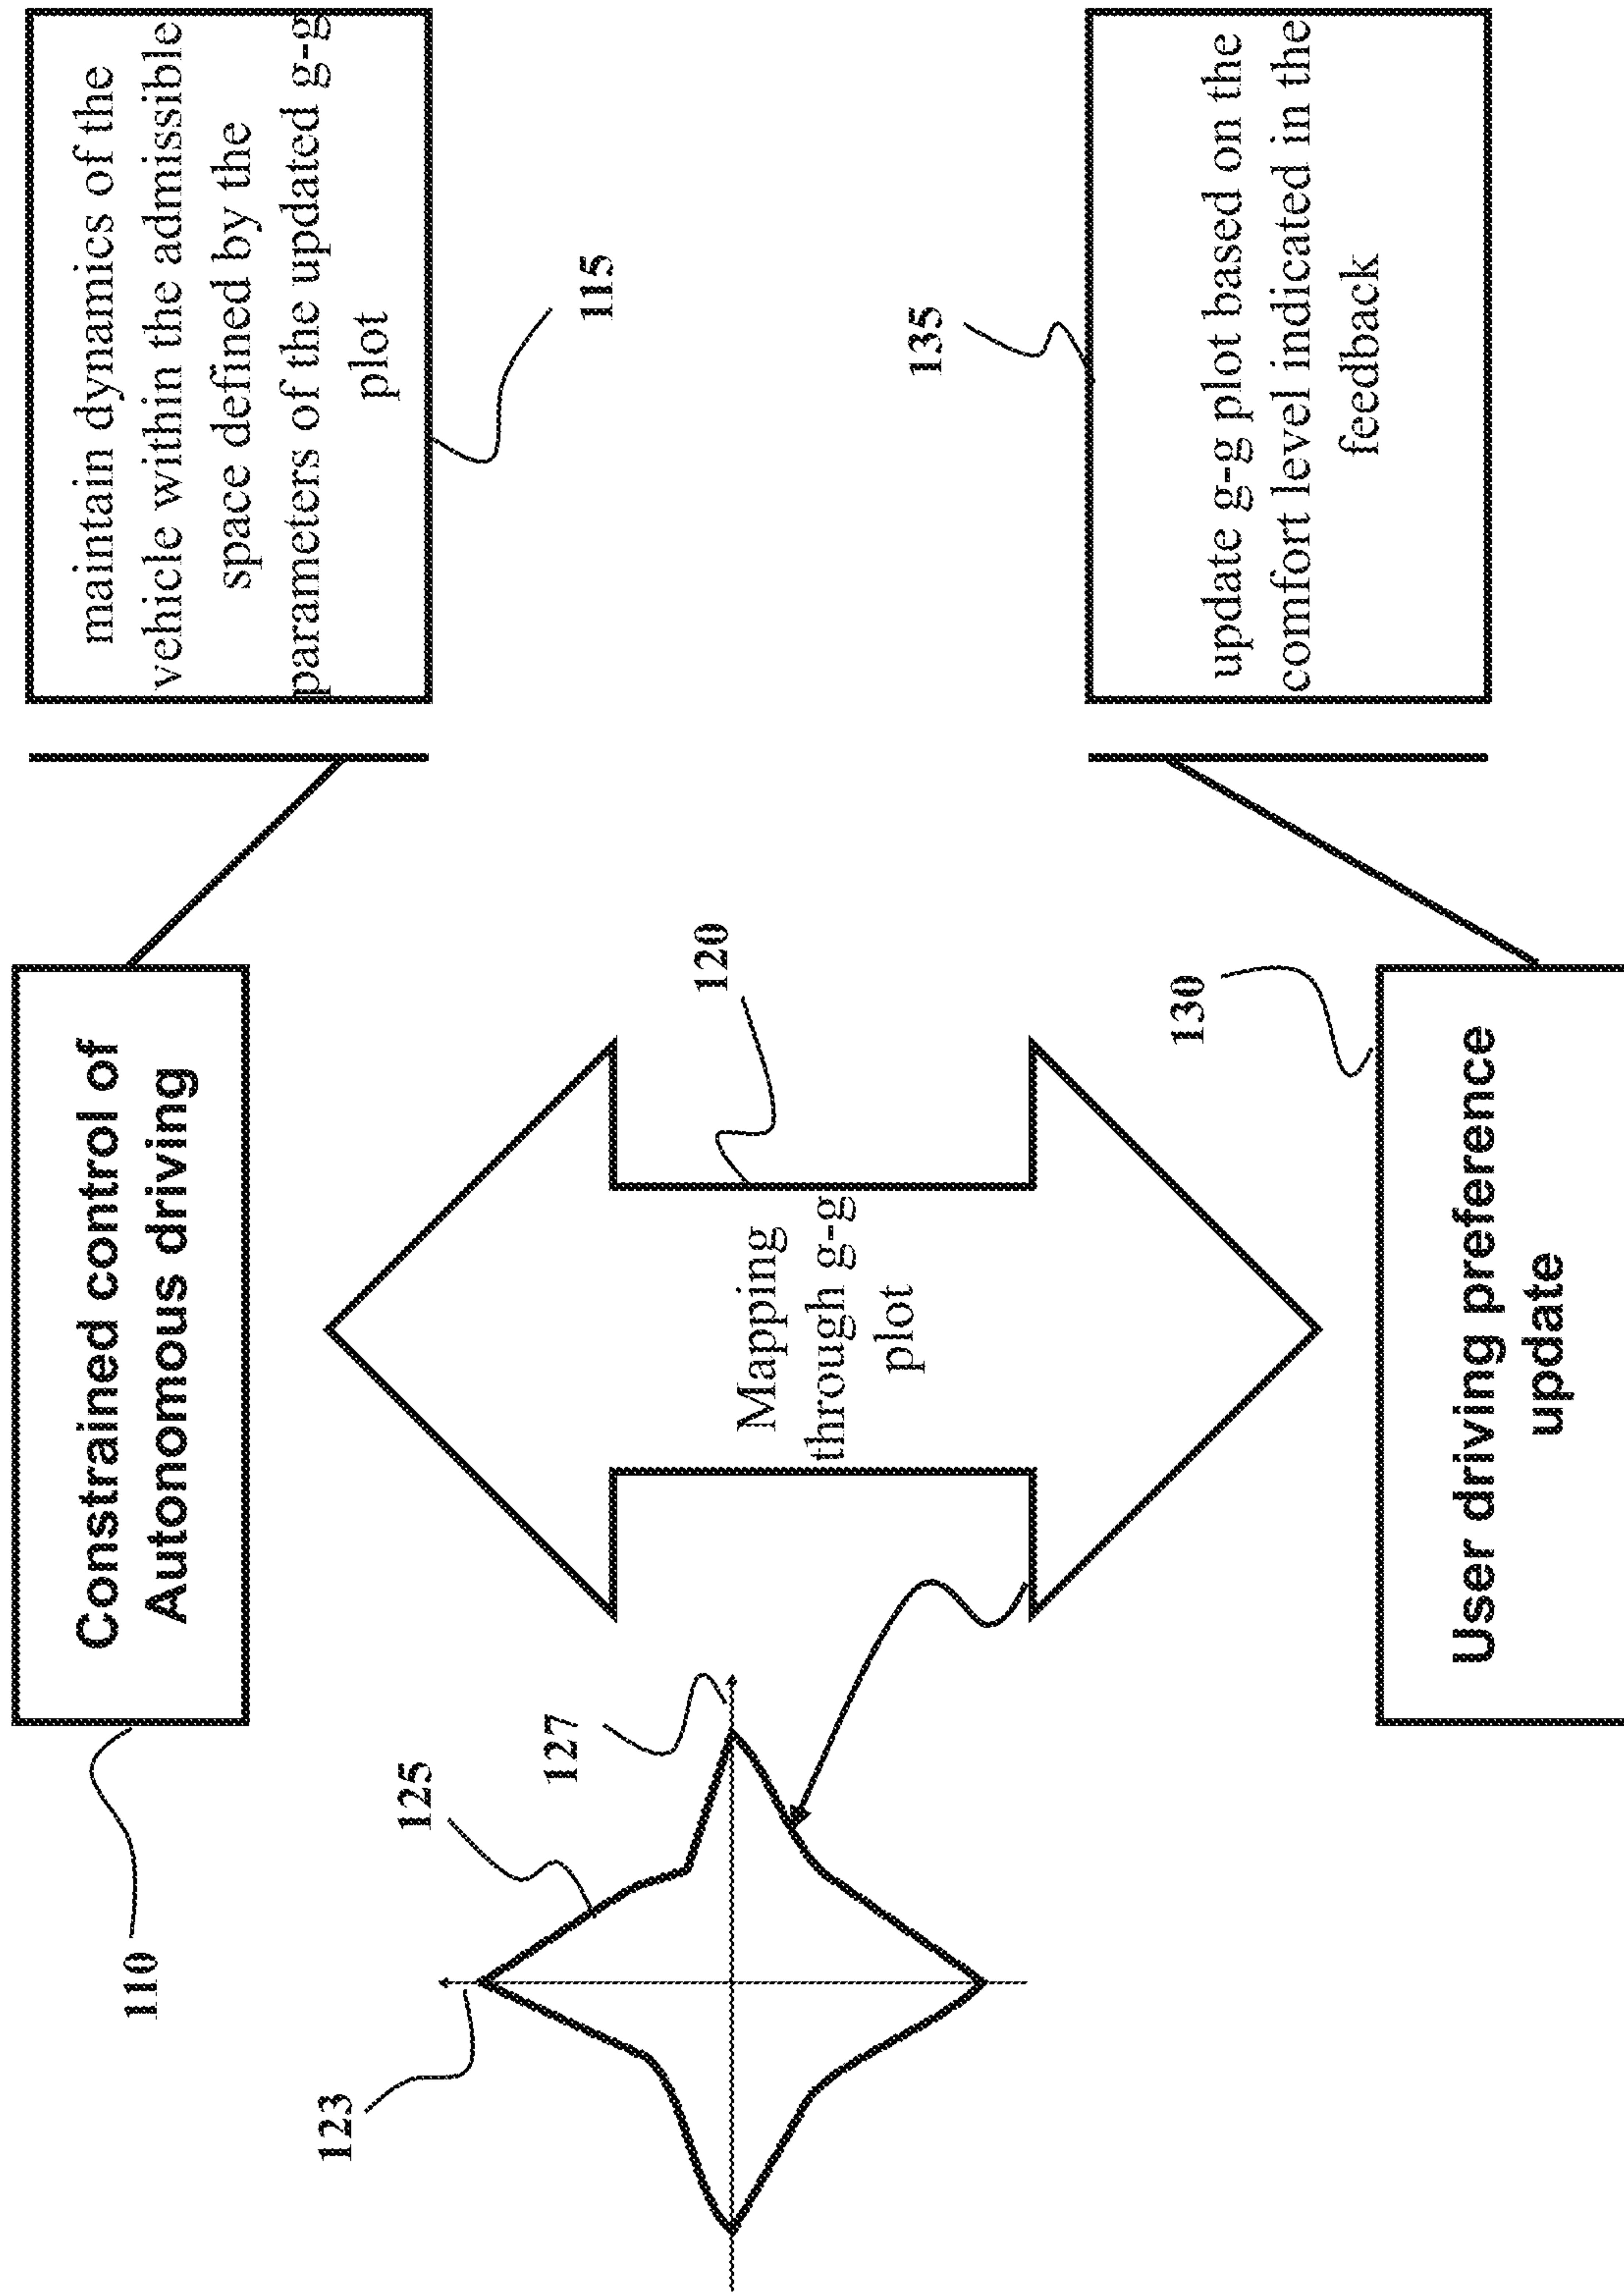 110
Constrained control of
Autonomous driving
maintain dynamics of the
vehicle within the admissible
space defined by the
parameters of the updated g-g
plot
115
123
125
127
Mapping
through g-g
plot
120
130
User driving preference
update
135
update g-g plot based on the
comfort level indicated in the
feedback